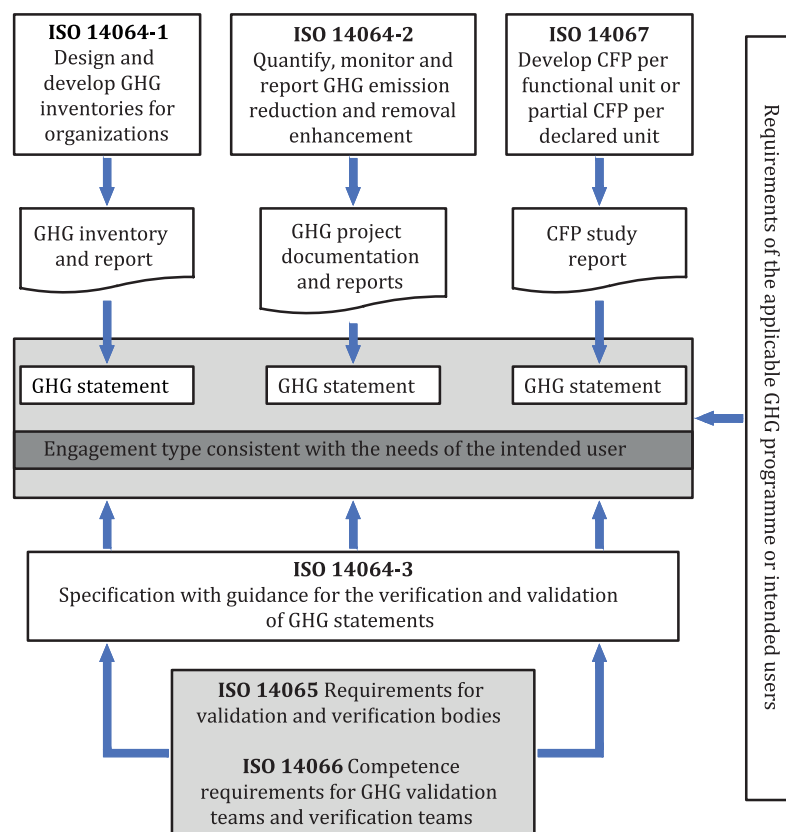 ISO 14064-1
Design and
develop GHG
inventories for
organizations
ISO 14064-2
Quantify, monitor and
report GHG emission
reduction and removal
enhancement
ISO 14067
Develop CFP per
functional unit or
partial CFP per
declared unit
GHG inventory
and report
GHG project
documentation
and reports
CFP study
report
GHG statement
GHG statement
GHG statement
Engagement type consistent with the needs of the intended user
ISO 14064-3
Specification with guidance for the verification and validation
of GHG statements
ISO 14065 Requirements for
validation and verification bodies
ISO 14066 Competence
requirements for GHG validation
teams and verification teams
Requirements of the applicable GHG programme or intended users